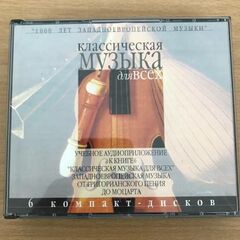 "1000 ЛЕТ ЗАПАДНОЕВРОПЕЙСКОЙ МУЗЫКИ"
КЛАССИЧЕСКАЯ
МУЗЫКА
для ВСЕХ
УЧЕБНОЕ АУДИОПРИЛОЖЕНИЕ
к КНИГЕ
"КЛАССИЧЕСКАЯ МУЗЫКА ДЛЯ ВСЕХ"
ЗАПАДНОЕВРОПЕЙСКАЯ МУЗЫКА
ОТ ГРИГОРИАНСКОГО ПЕНИЯ
ДО МОЦАРТА
6 КОМПАКТ-ДИСКОВ